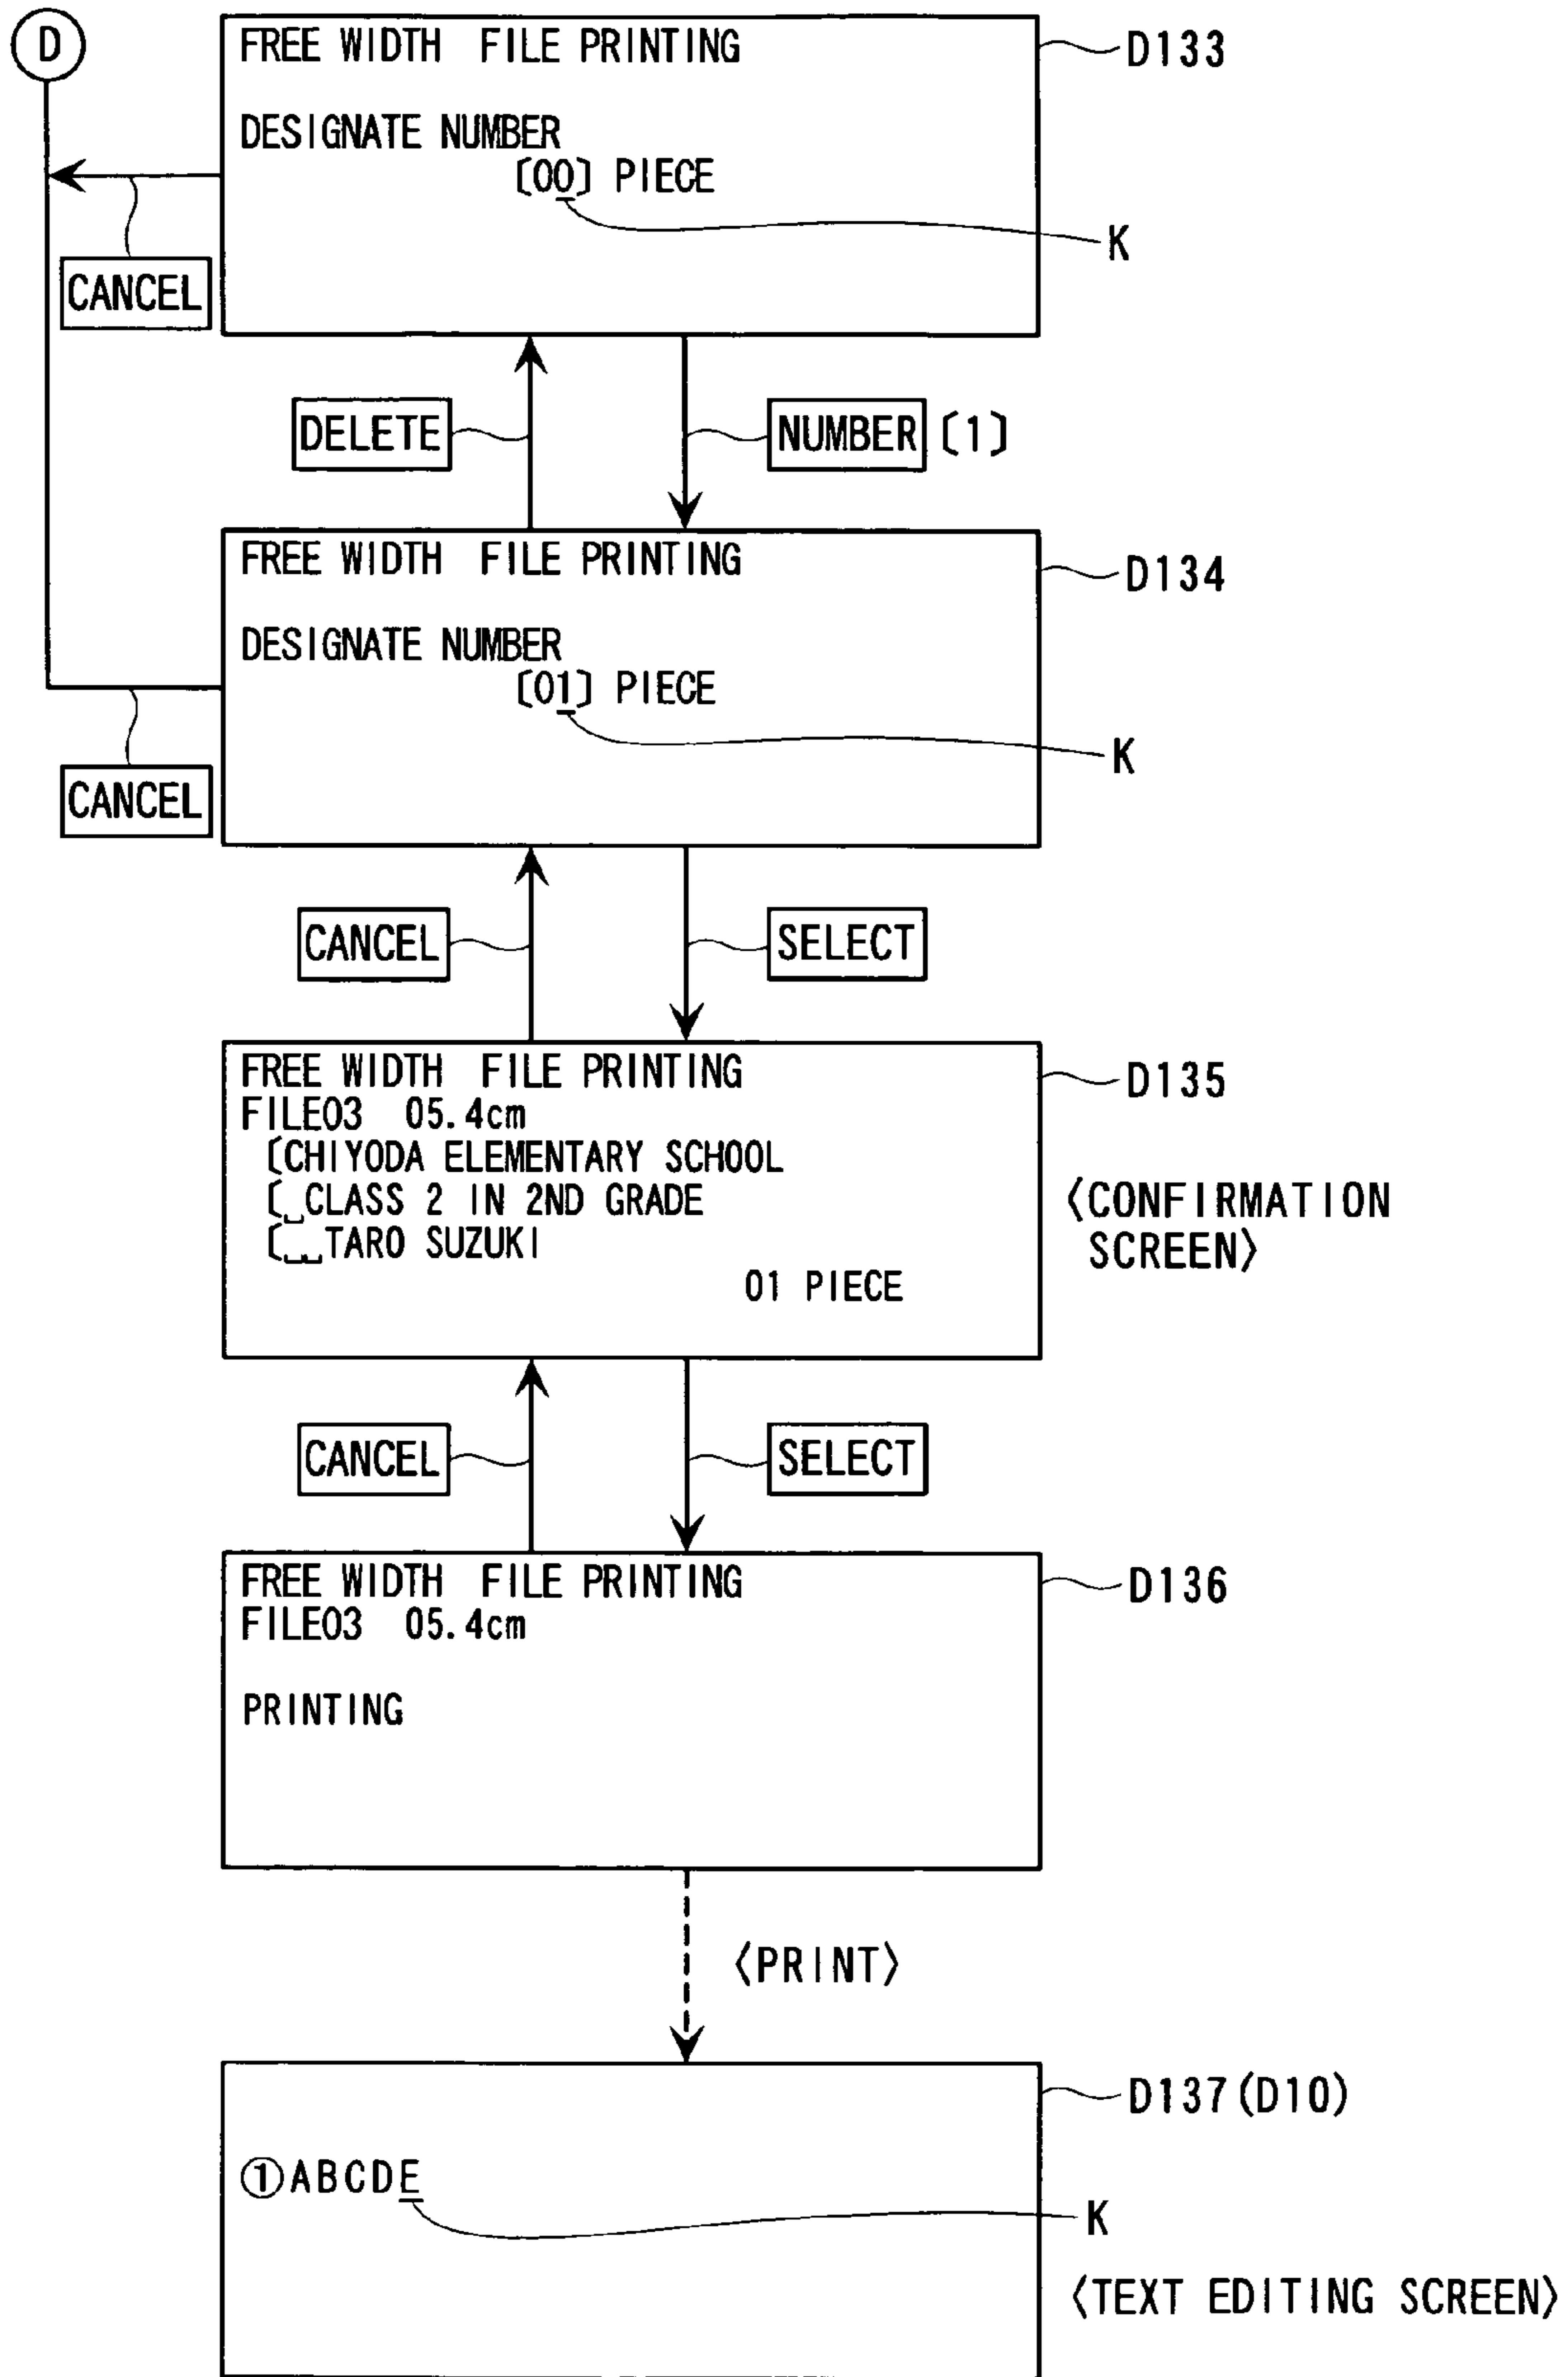 D
FREE WIDTH FILE PRINTING
D133
DESIGNATE NUMBER
[00] PIECE
K
CANCEL
DELETE
NUMBER [1]
FREE WIDTH FILE PRINTING
D134
DESIGNATE NUMBER
[01] PIECE
K
CANCEL
CANCEL
SELECT
FREE WIDTH FILE PRINTING
D135
FILE03 05.4cm
[CHIYODA ELEMENTARY SCHOOL
[␣CLASS 2 IN 2ND GRADE
[␣␣TARO SUZUKI
01 PIECE
〈CONFIRMATION
SCREEN〉
CANCEL
SELECT
FREE WIDTH FILE PRINTING
D136
FILE03 05.4cm
PRINTING
〈PRINT〉
D137(D10)
①ABCDE
K
〈TEXT EDITING SCREEN〉